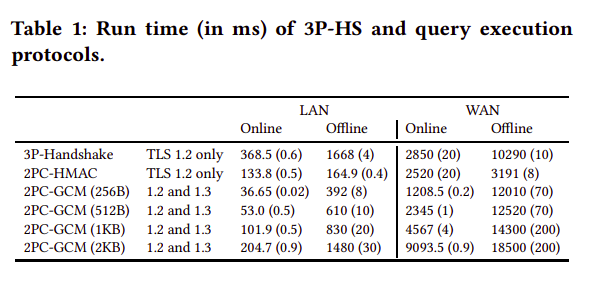 Table 1: Run time (in ms) of 3P-HS and query execution
protocols.
LAN WAN
Online Offline Online Offline
3P-Handshake TLS 1.2 only 368.5 (0.6) 1668 (4) 2850 (20) 10290 (10)
2PC-HMAC TLS 1.2 only 133.8 (0.5) 164.9 (0.4) 2520 (20) 3191 (8)
2PC-GCM (256B) 1.2 and 1.3 36.65 (0.02) 392 (8) 1208.5 (0.2) 12010 (70)
2PC-GCM (512B) 1.2 and 1.3 53.0 (0.5) 610 (10) 2345 (1) 12520 (70)
2PC-GCM (1KB) 1.2 and 1.3 101.9 (0.5) 830 (20) 4567 (4) 14300 (200)
2PC-GCM (2KB) 1.2 and 1.3 204.7 (0.9) 1480 (30) 9093.5 (0.9) 18500 (200)